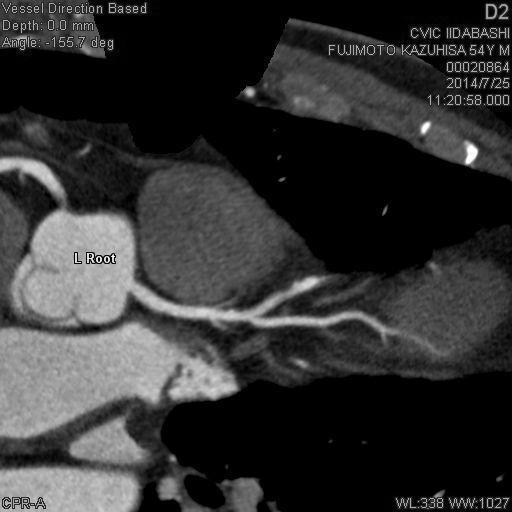 Vessel Direction Based
Depth: 0.0 mm
Angle: -155.7 deg
D2
CVIC IIDABASHI
FUJIMOTO KAZUHISA 54Y M
00020864
2014/7/25
11:20:58.000
L Root
CPR-A
WL:338 WW:1027